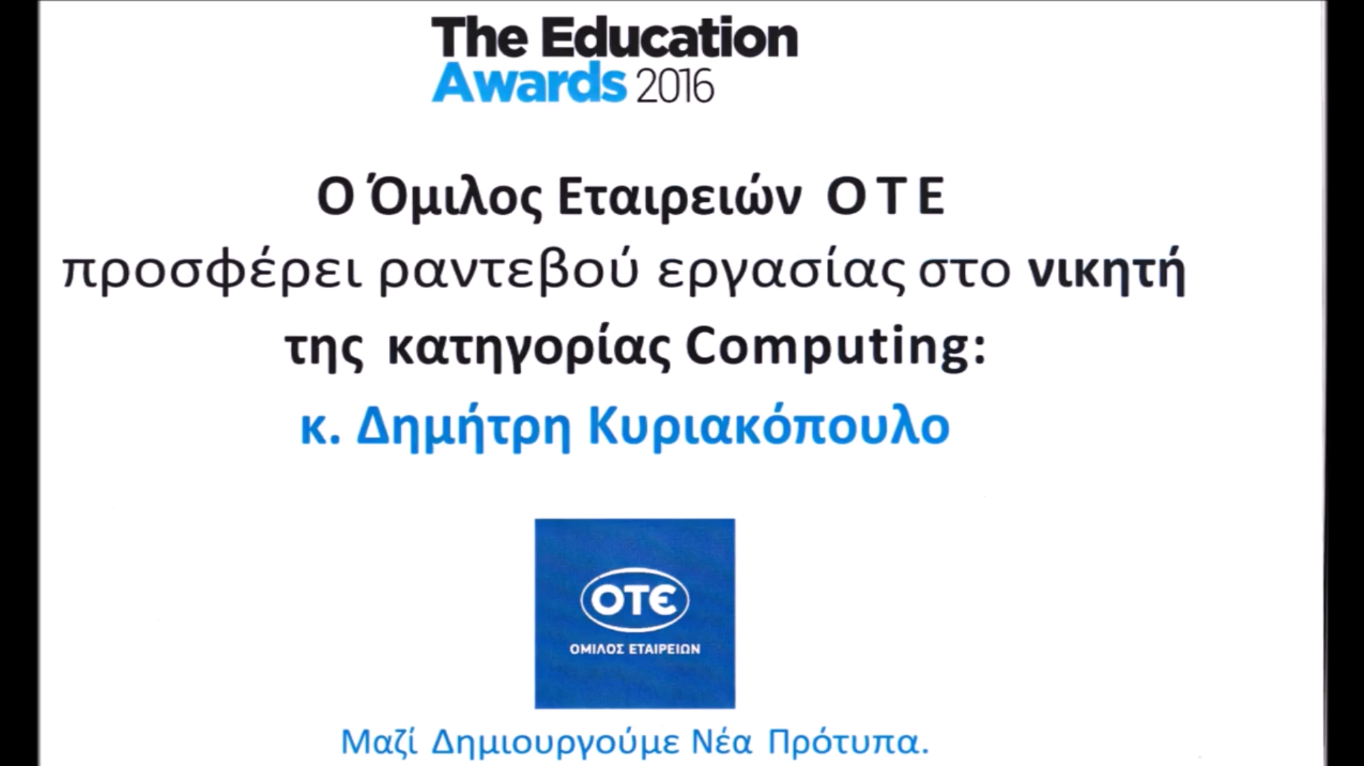 The Education
Awards 2016
Ο Όμιλος Εταιρειών ΟΤΕ
προσφέρει ραντεβού εργασίας στο νικητή
της κατηγορίας Computing:
κ. Δημήτρη Κυριακόπουλο
ΟΤΕ
ΟΜΙΛΟΣ ΕΤΑΙΡΕΙΩΝ
Μαζί Δημιουργούμε Νέα Πρότυπα.